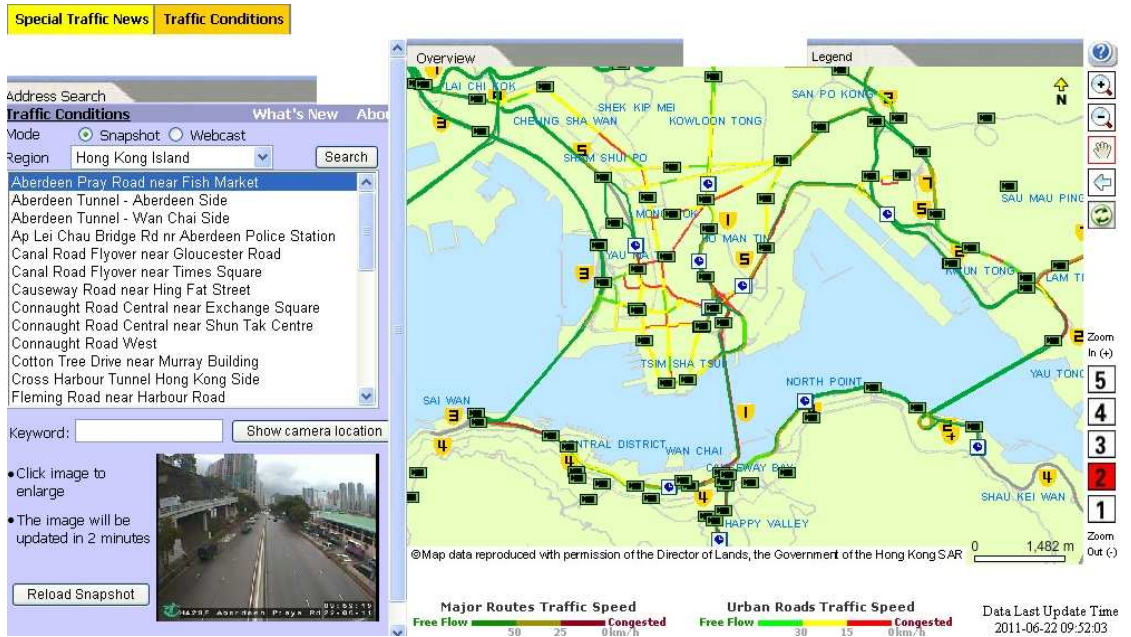 Special Traffic News Traffic Conditions
Address Search
Traffic Conditions What's New Abou
Mode Snapshot Webcast
Region Hong Kong Island Search
Aberdeen Pray Road near Fish Market
Aberdeen Tunnel - Aberdeen Side
Aberdeen Tunnel - Wan Chai Side
Ap Lei Chau Bridge Rd nr Aberdeen Police Station
Canal Road Flyover near Gloucester Road
Canal Road Flyover near Times Square
Causeway Road near Hing Fat Street
Connaught Road Central near Exchange Square
Connaught Road Central near Shun Tak Centre
Connaught Road West
Cotton Tree Drive near Murray Building
Cross Harbour Tunnel Hong Kong Side
Fleming Road near Harbour Road
Keyword: Show camera location
• Click image to
enlarge
• The image will be
updated in 2 minutes
Reload Snapshot
Overview
Legend
N
LAI CHI KOK
SHEK KIP MEI
SAN PO KONG
CHEUNG SHA WAN
KOWLOON TONG
SHAM SHUI PO
SAU MAU PING
MONG KOK
HO MAN TIN
YAU MA TEI
KWUN TONG
LAM TI
TSIM SHA TSUI
YAU TONG
NORTH POINT
SAI WAN
CENTRAL DISTRICT
WAN CHAI
CAUSEWAY BAY
SHAU KEI WAN
HAPPY VALLEY
©Map data reproduced with permission of the Director of Lands, the Government of the Hong Kong SAR
0 1,482 m
Zoom
In (+)
5
4
3
2
1
Zoom
Out (-)
Major Routes Traffic Speed
Free Flow Congested
50 25 0km/h
Urban Roads Traffic Speed
Free Flow Congested
30 15 0km/h
Data Last Update Time
2011-06-22 09:52:03